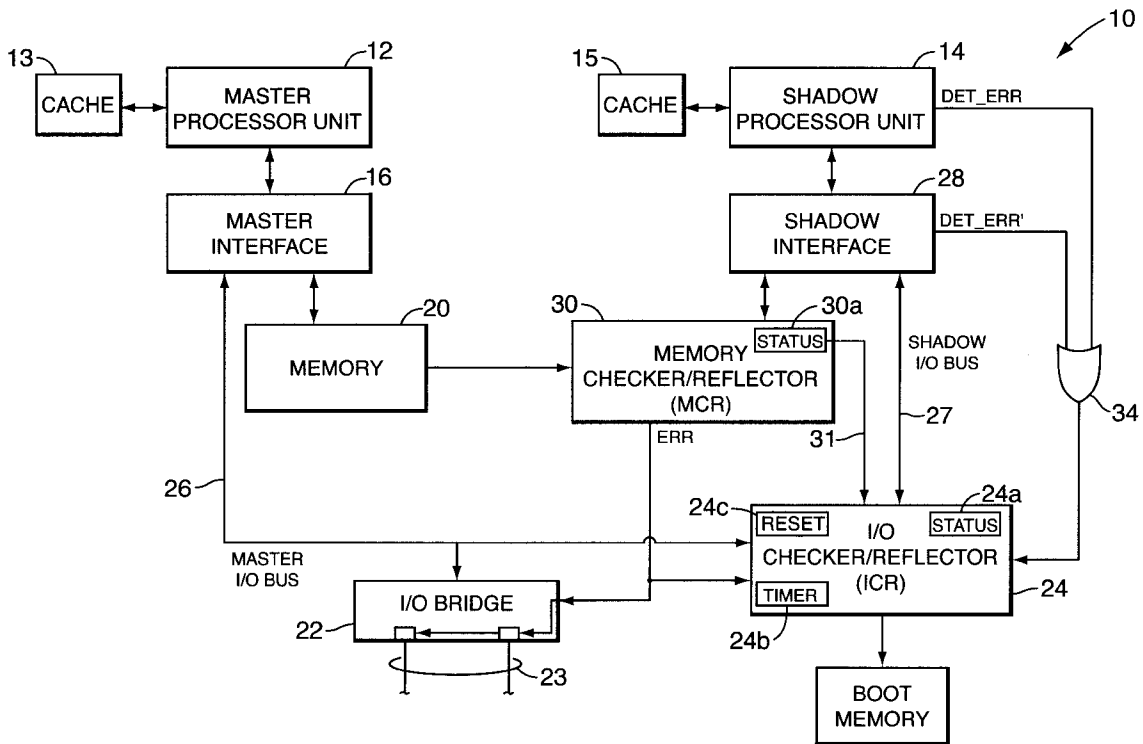 10
13
12
15
14
CACHE
MASTER
PROCESSOR UNIT
CACHE
SHADOW
PROCESSOR UNIT
DET_ERR
16
28
MASTER
INTERFACE
SHADOW
INTERFACE
DET_ERR'
20
30
30a
STATUS
MEMORY
MEMORY
CHECKER/REFLECTOR
(MCR)
SHADOW
I/O BUS
34
ERR
31
27
26
24c
24a
RESET
I/O
STATUS
CHECKER/REFLECTOR
(ICR)
MASTER
I/O BUS
TIMER
24
I/O BRIDGE
22
24b
23
BOOT
MEMORY